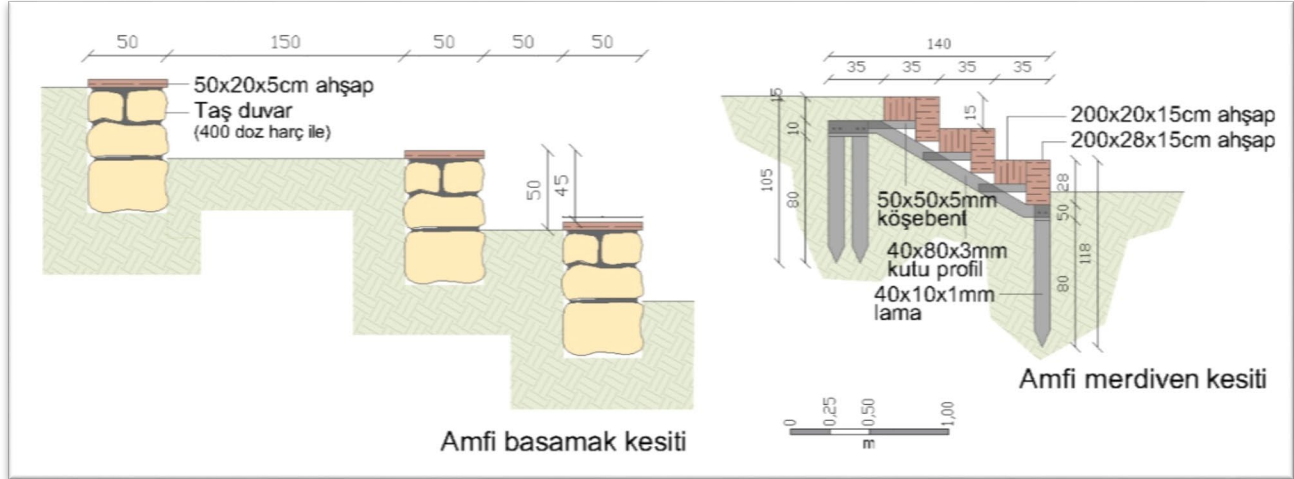 50 150 50 50 50
50x20x5cm ahşap
Taş duvar
(400 doz harç ile)
50
45
Amfi basamak kesiti
140
35 35 35 35
15
10
105
80
15
200x20x15cm ahşap
200x28x15cm ahşap
50x50x5mm
köşebent
40x80x3mm
kutu profil
40x10x1mm
lama
28
50
118
80
Amfi merdiven kesiti
0 0,25 0,50 1,00
m